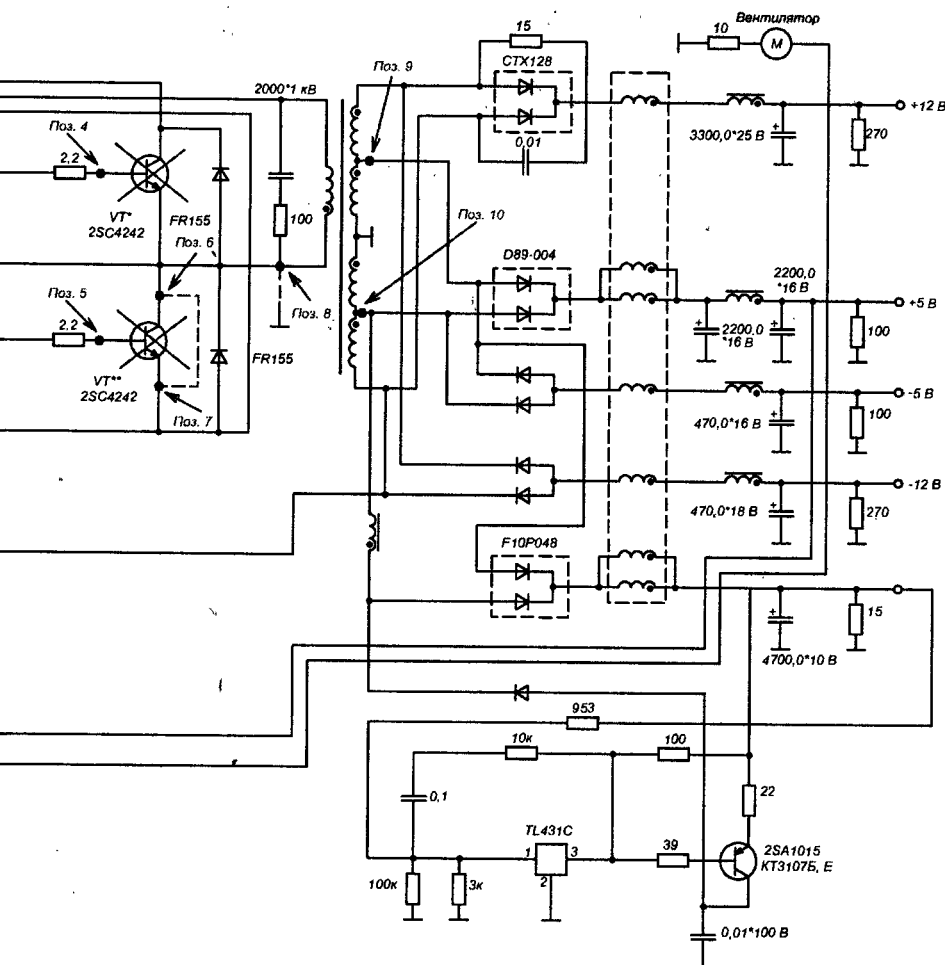 Вентилятор
10
M
15
СТХ128
0,01
+12 В
3300,0*25 В
270
2000*1 кВ
Поз. 9
Поз. 4
2,2
VT*
2SC4242
FR155
100
Поз. 6
Поз. 10
D89-004
2200,0
*16 В
+5 В
2200,0
*16 В
100
Поз. 8
Поз. 5
2,2
VT**
2SC4242
FR155
Поз. 7
-5 В
470,0*16 В
100
-12 В
470,0*18 В
270
F10P048
15
4700,0*10 В
953
10к
100
0,1
22
TL431C
1
3
2
39
2SA1015
КТ3107Б, Е
100к
3к
0,01*100 В